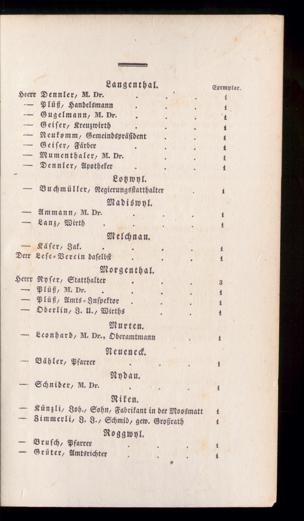 Langenthal.
Exemplar.
Herr Dennler, M. Dr. . . . 1
— Plüß, Handelsmann . . . 1
— Gugelmann, M. Dr. . . . 1
— Geiser, Kreuzwirth . . . 1
— Neukomm, Gemeindspräsident . . 1
— Geiser, Färber . . . 1
— Mumenthaler, M. Dr. . . . 1
— Dennler, Apotheker . . . 1
Lotzwyl.
— Buchmüller, Regierungsstatthalter . 1
Madiswyl.
— Ammann, M. Dr. . . . 1
— Lanz, Wirth . . . . 1
Melchnau.
— Käser, Jak. . . . 1
Der Lese-Verein daselbst . . . 1
Morgenthal.
Herr Ryser, Statthalter . . . 3
— Plüß, M. Dr. . . . . 1
— Plüß, Amts-Inspektor . . . 1
— Oberlin, J. U., Wirths . . . 1
Murten.
— Leonhard, M. Dr., Oberamtmann . 1
Neueneck.
— Bähler, Pfarrer . . . 1
Nydau.
— Schnider, M. Dr. . . . 1
Riken.
— Künzli, Joh., Sohn, Fabrikant in der Moosmatt 1
— Zimmerli, J. J., Schmid, gew. Großrath 1
Roggwyl.
— Brusch, Pfarrer . . . 1
— Grüter, Amtsrichter . . . 1